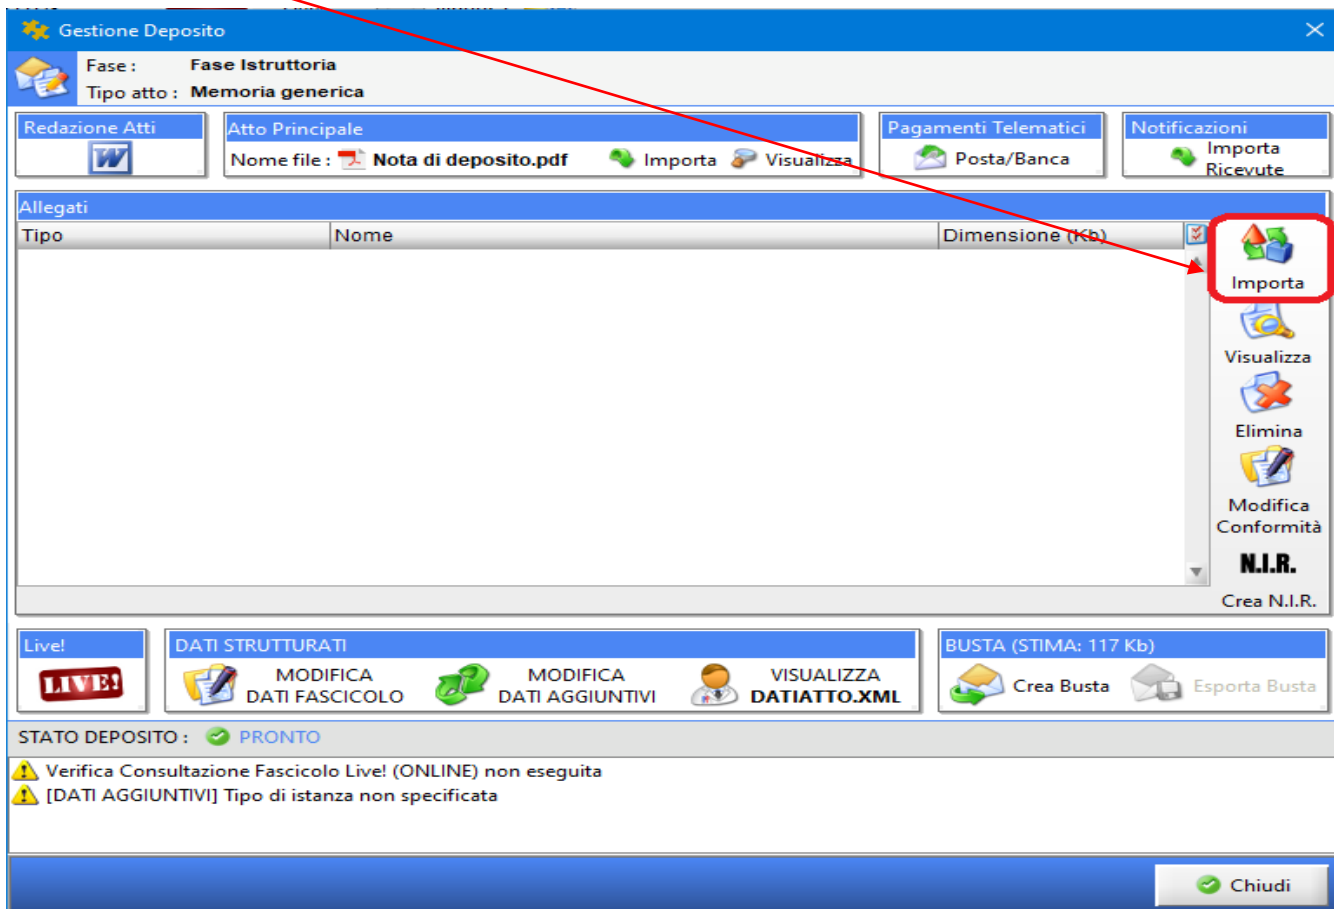 Gestione Deposito
Fase : Fase Istruttoria
Tipo atto : Memoria generica
Redazione Atti
Atto Principale
Pagamenti Telematici
Notificazioni
W
Nome file : Nota di deposito.pdf Importa Visualizza
Posta/Banca
Importa
Ricevute
Allegati
Tipo Nome Dimensione (Kb)
Importa
Visualizza
Elimina
Modifica
Conformità
N.I.R.
Crea N.I.R.
Live!
DATI STRUTTURATI
BUSTA (STIMA: 117 Kb)
LIVE!
MODIFICA
DATI FASCICOLO
MODIFICA
DATI AGGIUNTIVI
VISUALIZZA
DATIATTO.XML
Crea Busta
Esporta Busta
STATO DEPOSITO : PRONTO
Verifica Consultazione Fascicolo Live! (ONLINE) non eseguita
[DATI AGGIUNTIVI] Tipo di istanza non specificata
Chiudi